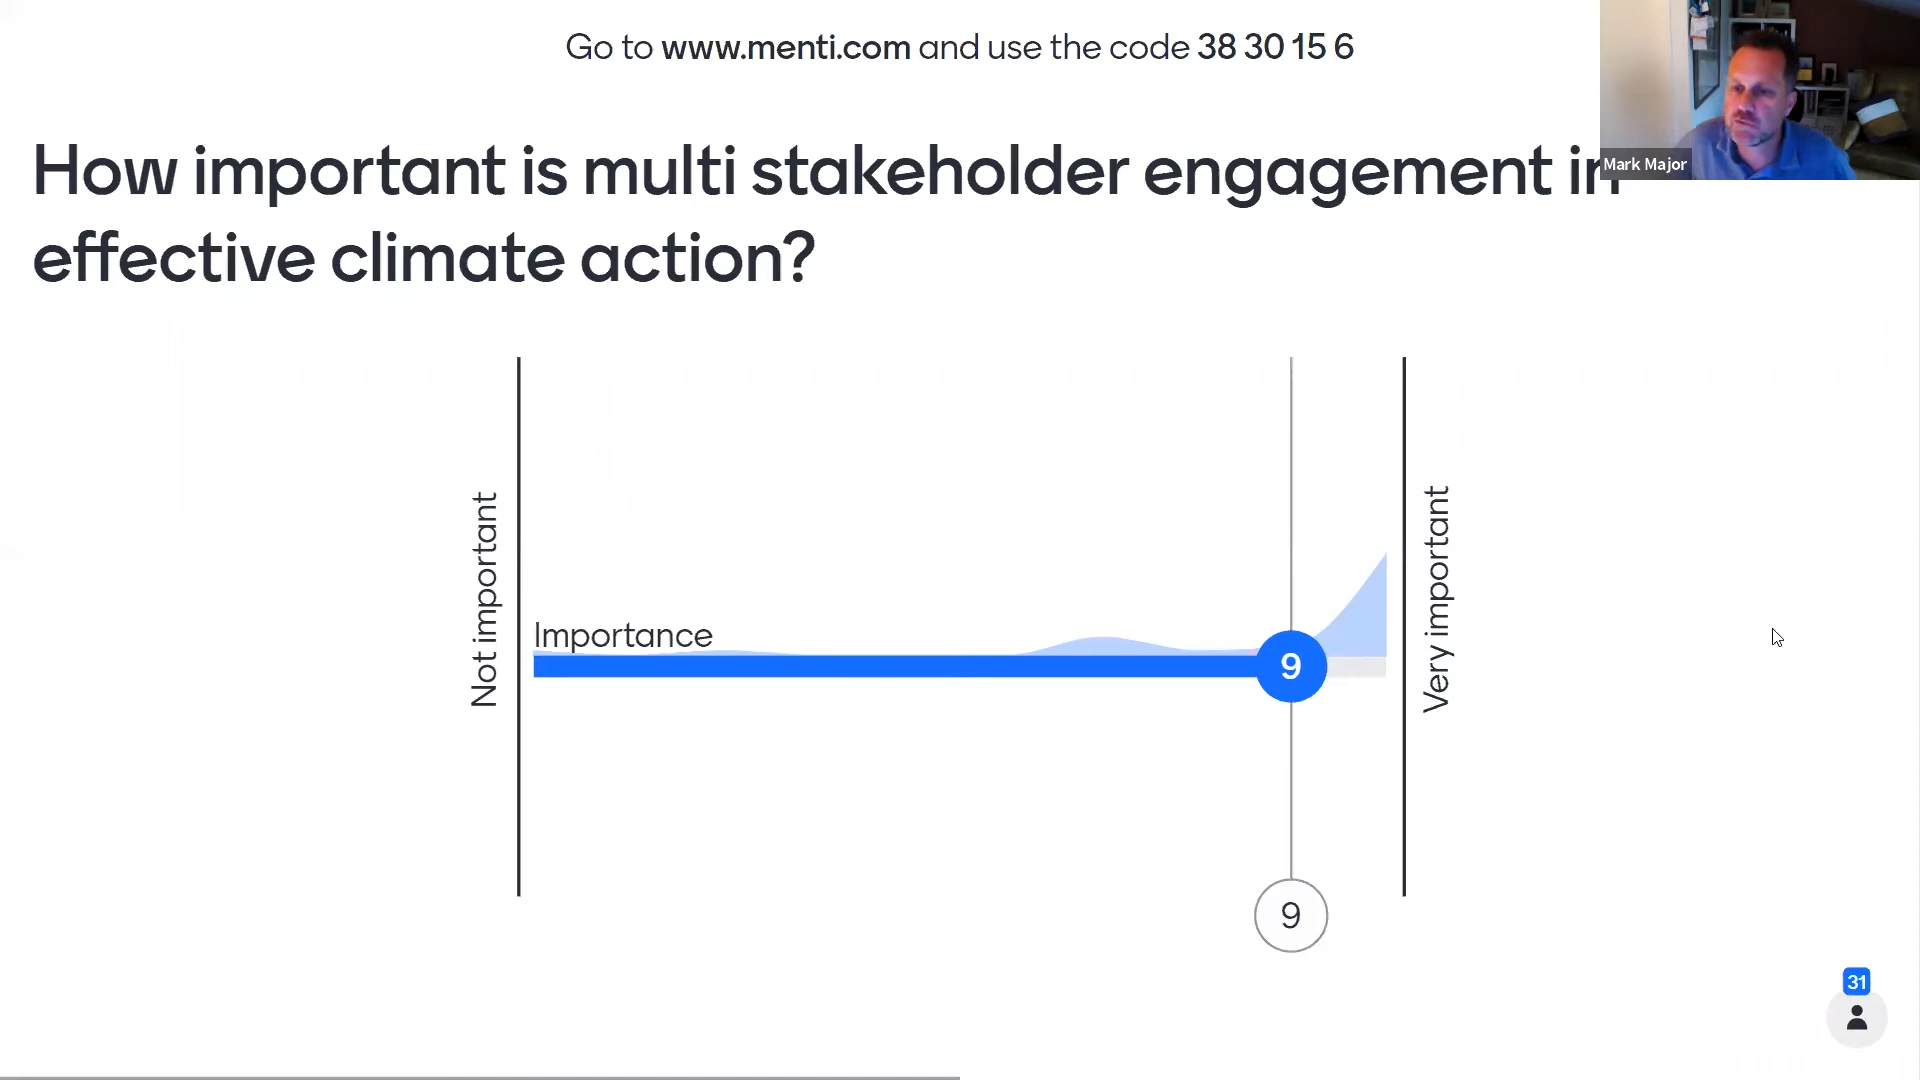 Go to www.menti.com and use the code 38 30 15 6
Mark Major
How important is multi stakeholder engagement in
effective climate action?
Not important
Importance
9
Very important
9
31